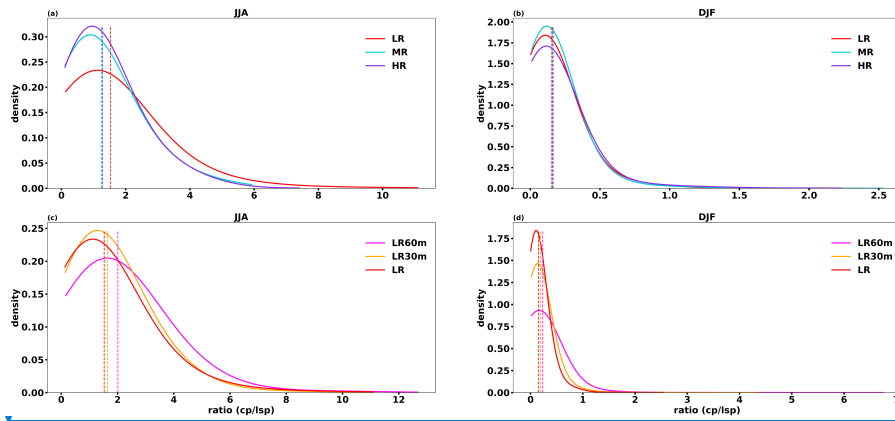 (a) JJA
0.30
0.25
0.20
0.15
0.10
0.05
0.00
density
LR
MR
HR
0 2 4 6 8 10
(b) DJF
2.00
1.75
1.50
1.25
1.00
0.75
0.50
0.25
0.00
density
LR
MR
HR
0.0 0.5 1.0 1.5 2.0 2.5
(c) JJA
0.25
0.20
0.15
0.10
0.05
0.00
density
LR60m
LR30m
LR
0 2 4 6 8 10 12
ratio (cp/lsp)
(d) DJF
1.75
1.50
1.25
1.00
0.75
0.50
0.25
0.00
density
LR60m
LR30m
LR
0 1 2 3 4 5 6
ratio (cp/lsp)